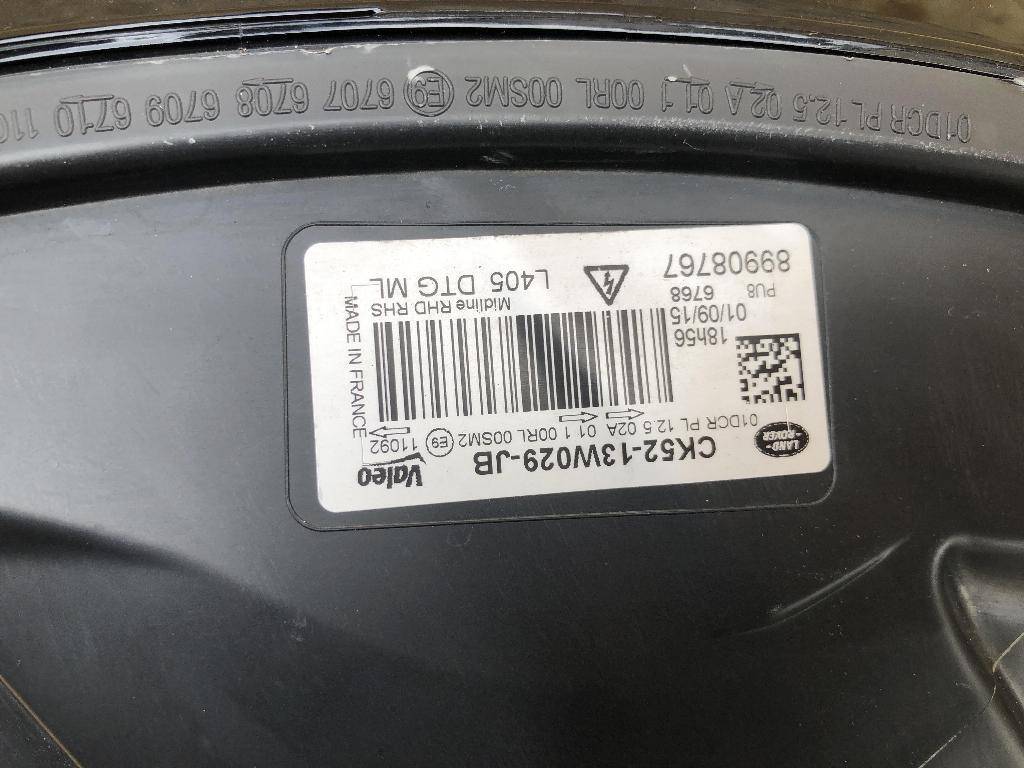 LAND-
ROVER
CK52-13W029-JB
Valeo
01DCR PL 12.5 02A 01 1 00RL 00SM2 E9 11092
18h56
01/09/15
6768
PU8
89908767
Midline RHD RHS
L405 DTG ML
MADE IN FRANCE
01DCR PL 12.5 02 A 01 1 00RL 00SM2 E9 6707 6708 6709 6710 110